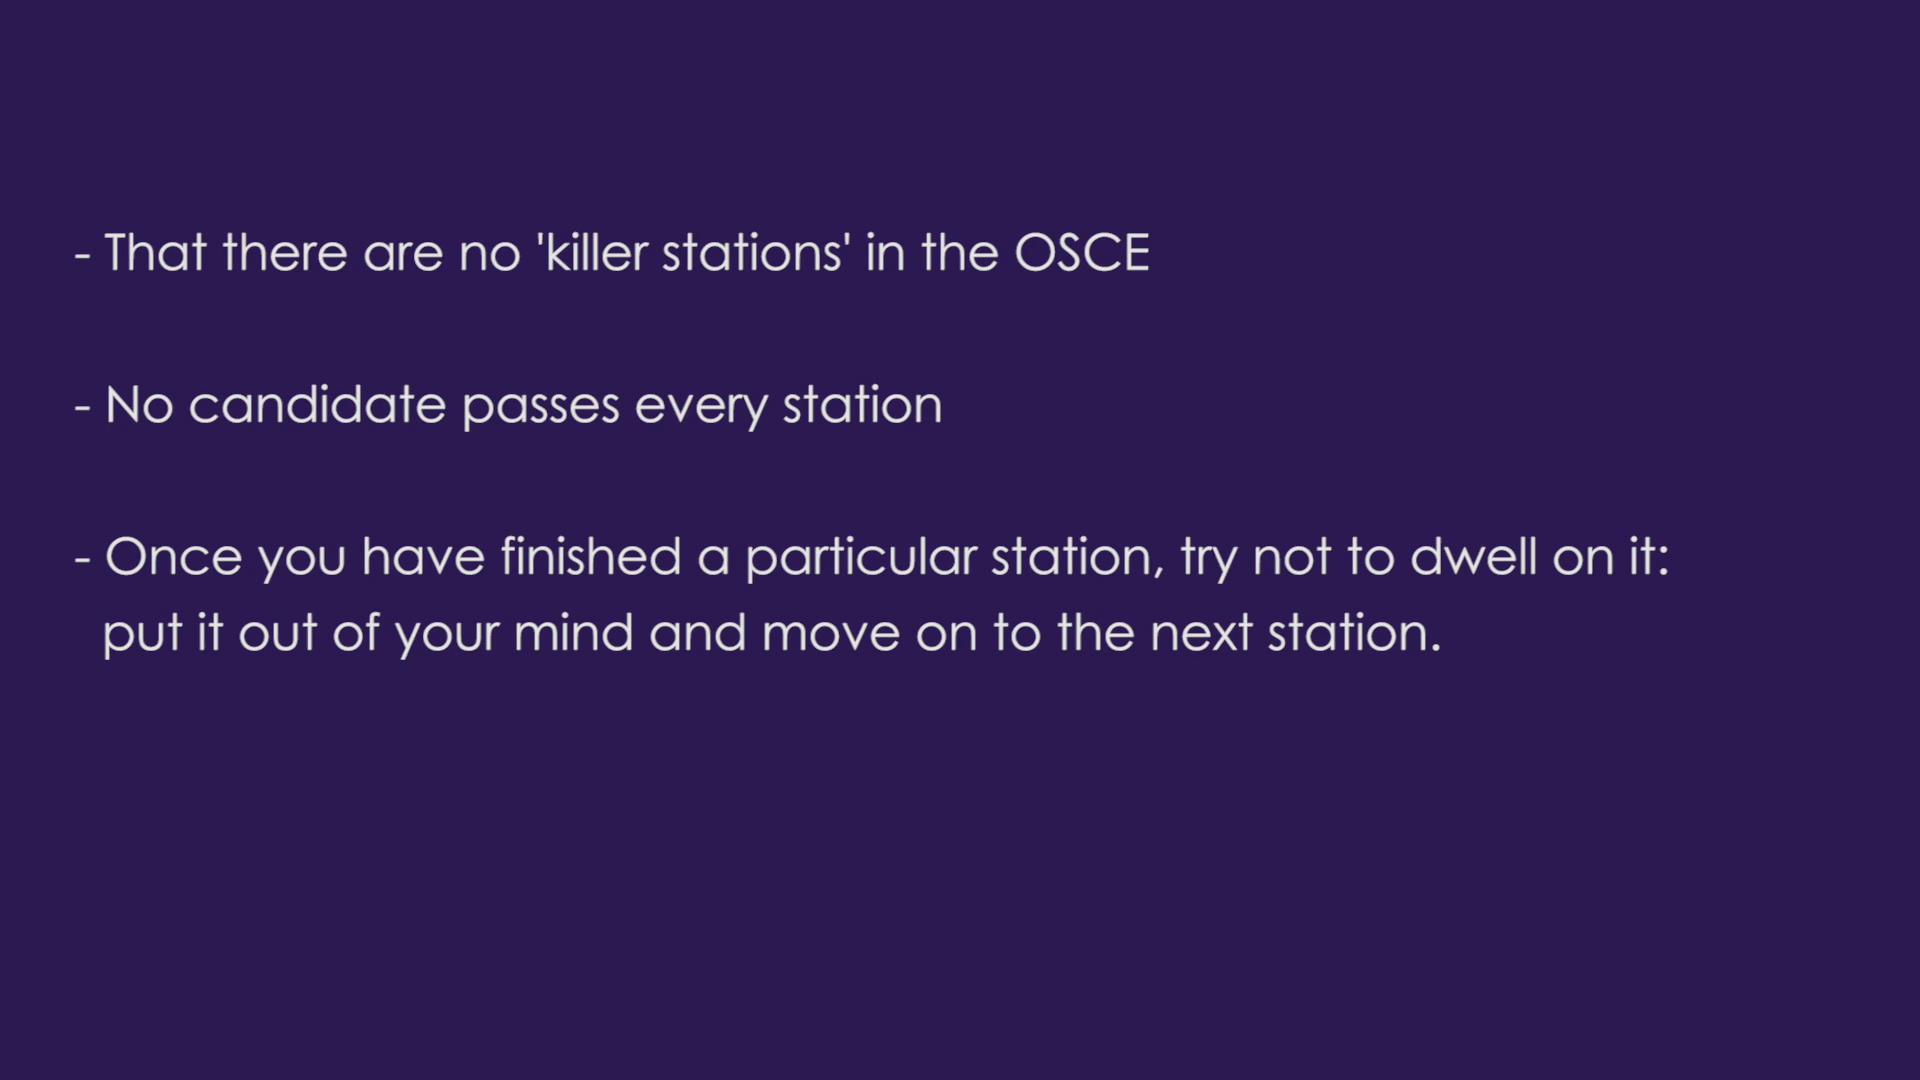 - That there are no 'killer stations' in the OSCE
- No candidate passes every station
- Once you have finished a particular station, try not to dwell on it:
put it out of your mind and move on to the next station.